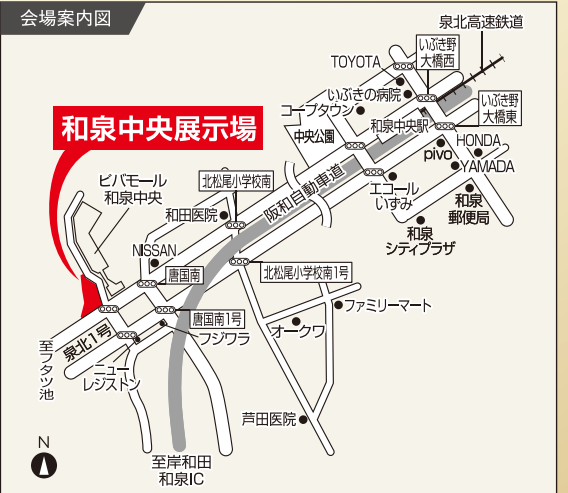 会場案内図
泉北高速鉄道
いぶき野
大橋西
TOYOTA
いぶきの病院
コープタウン
いぶき野
大橋東
和泉中央駅
中央公園
HONDA
pivo
YAMADA
和泉中央展示場
エコール
いずみ
和泉
郵便局
ビバモール
和泉中央
北松尾小学校南
阪和自動車道
和田医院
和泉
シティプラザ
NISSAN
唐国南
北松尾小学校南1号
ファミリーマート
唐国南1号
オークワ
フジワラ
泉北1号
至フタツ池
ニュー
レジストン
芦田医院
N
至岸和田
和泉IC